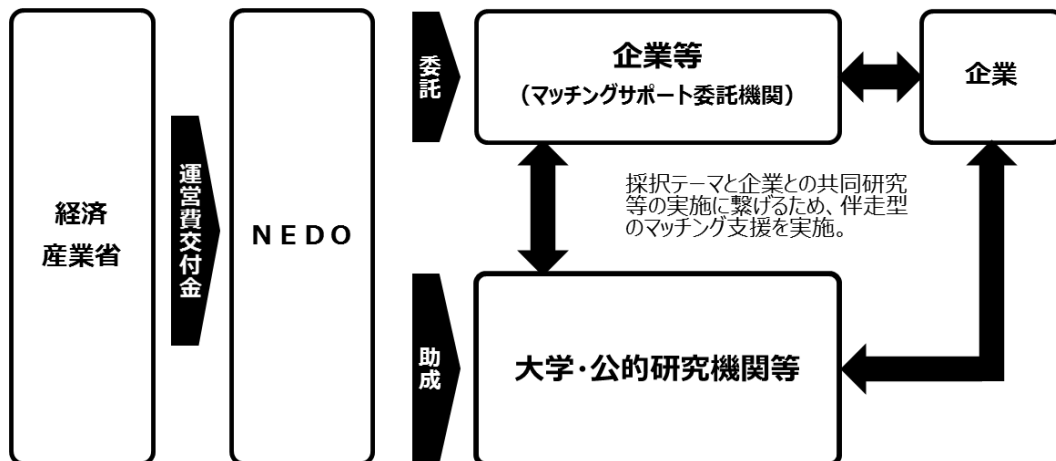 経済
産業省
運営費交付金
NEDO
委託
企業等
（マッチングサポート委託機関）
企業
採択テーマと企業との共同研究
等の実施に繋げるため、伴走型
のマッチング支援を実施。
助成
大学・公的研究機関等